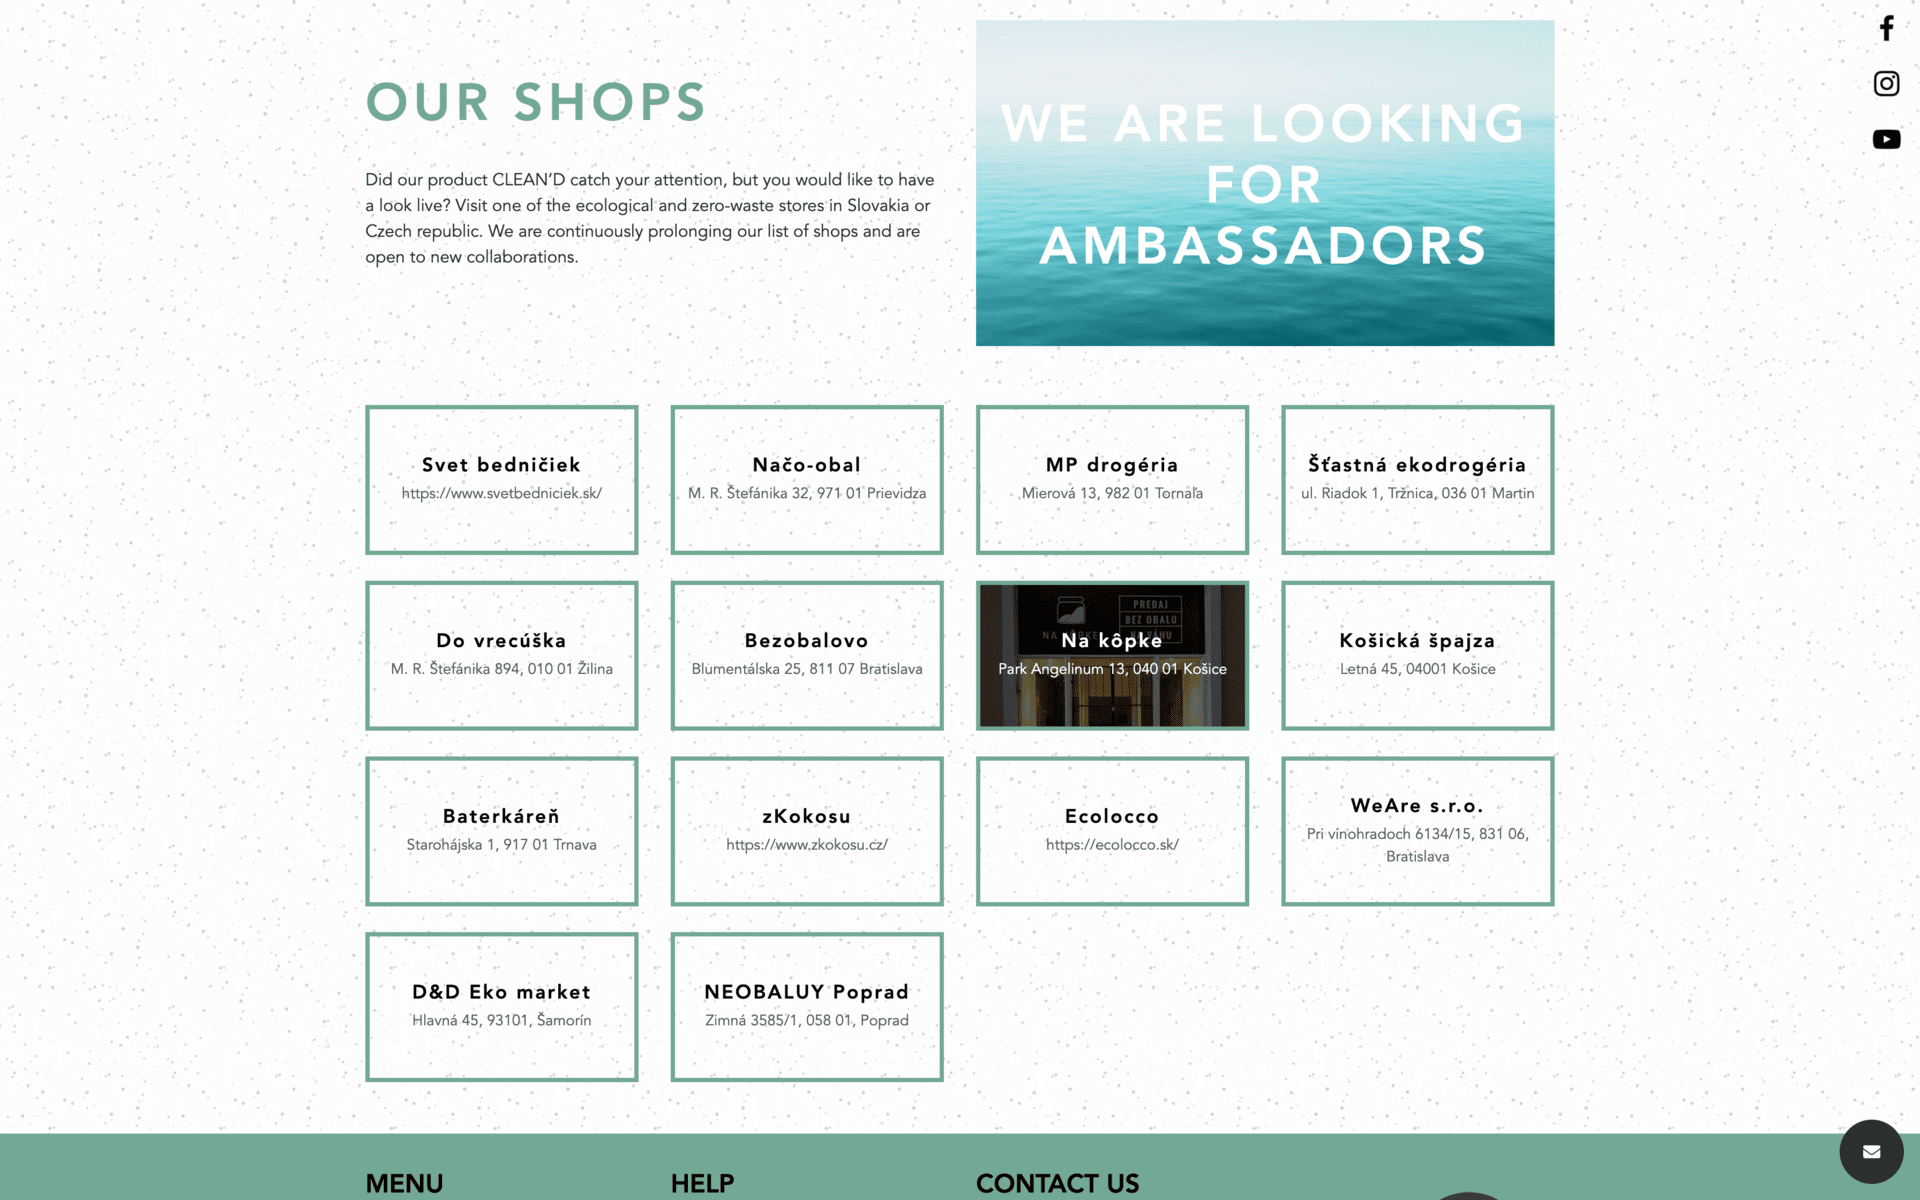 OUR SHOPS
Did our product CLEAN’D catch your attention, but you would like to have
a look live? Visit one of the ecological and zero-waste stores in Slovakia or
Czech republic. We are continuously prolonging our list of shops and are
open to new collaborations.
WE ARE LOOKING
FOR
AMBASSADORS
Svet bedničiek
https://www.svetbedniciek.sk/
Načo-obal
M. R. Štefánika 32, 971 01 Prievidza
MP drogéria
Mierová 13, 982 01 Tornaľa
Šťastná ekodrogéria
ul. Riadok 1, Tržnica, 036 01 Martin
Do vrecúška
M. R. Štefánika 894, 010 01 Žilina
Bezobalovo
Blumentálska 25, 811 07 Bratislava
PREDAJ
BEZ OBALU
Na kôpke
Park Angelinum 13, 040 01 Košice
Košická špajza
Letná 45, 04001 Košice
Baterkáreň
Starohájska 1, 917 01 Trnava
zKokosu
https://www.zkokosu.cz/
Ecolocco
https://ecolocco.sk/
WeAre s.r.o.
Pri vinohradoch 6134/15, 831 06,
Bratislava
D&D Eko market
Hlavná 45, 93101, Šamorín
NEOBALUY Poprad
Zimná 3585/1, 058 01, Poprad
MENU
HELP
CONTACT US